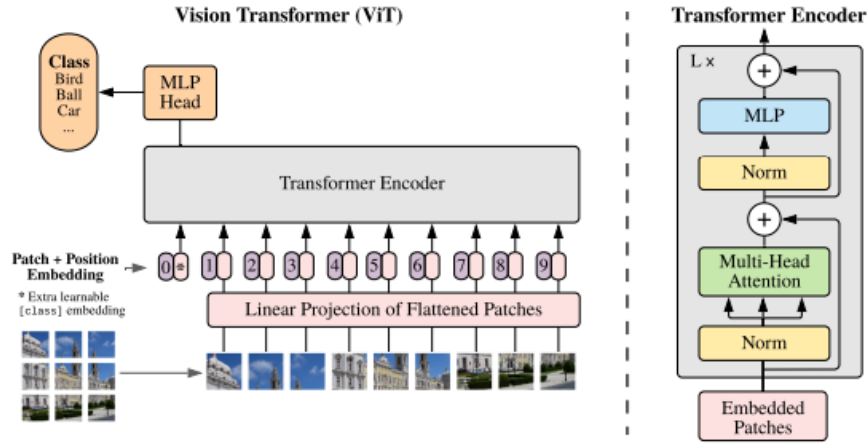 Vision Transformer (ViT)
Class
Bird
Ball
Car
...
MLP
Head
Transformer Encoder
Patch + Position
Embedding
0 * 1 2 3 4 5 6 7 8 9
* Extra learnable
[class] embedding
Linear Projection of Flattened Patches
Transformer Encoder
L ×
+
MLP
Norm
+
Multi-Head
Attention
Norm
Embedded
Patches